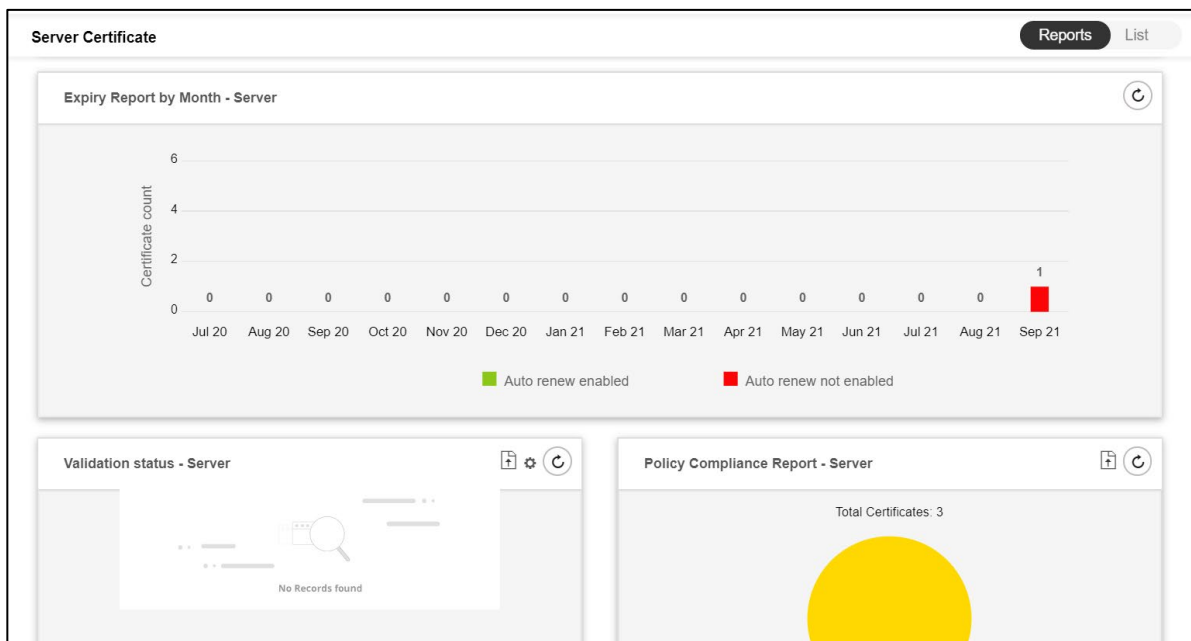 Server Certificate
Reports List
Expiry Report by Month - Server
Certificate count
6
4
2
0
0 0 0 0 0 0 0 0 0 0 0 0 0 0 1
Jul 20 Aug 20 Sep 20 Oct 20 Nov 20 Dec 20 Jan 21 Feb 21 Mar 21 Apr 21 May 21 Jun 21 Jul 21 Aug 21 Sep 21
Auto renew enabled Auto renew not enabled
Validation status - Server
No Records found
Policy Compliance Report - Server
Total Certificates: 3